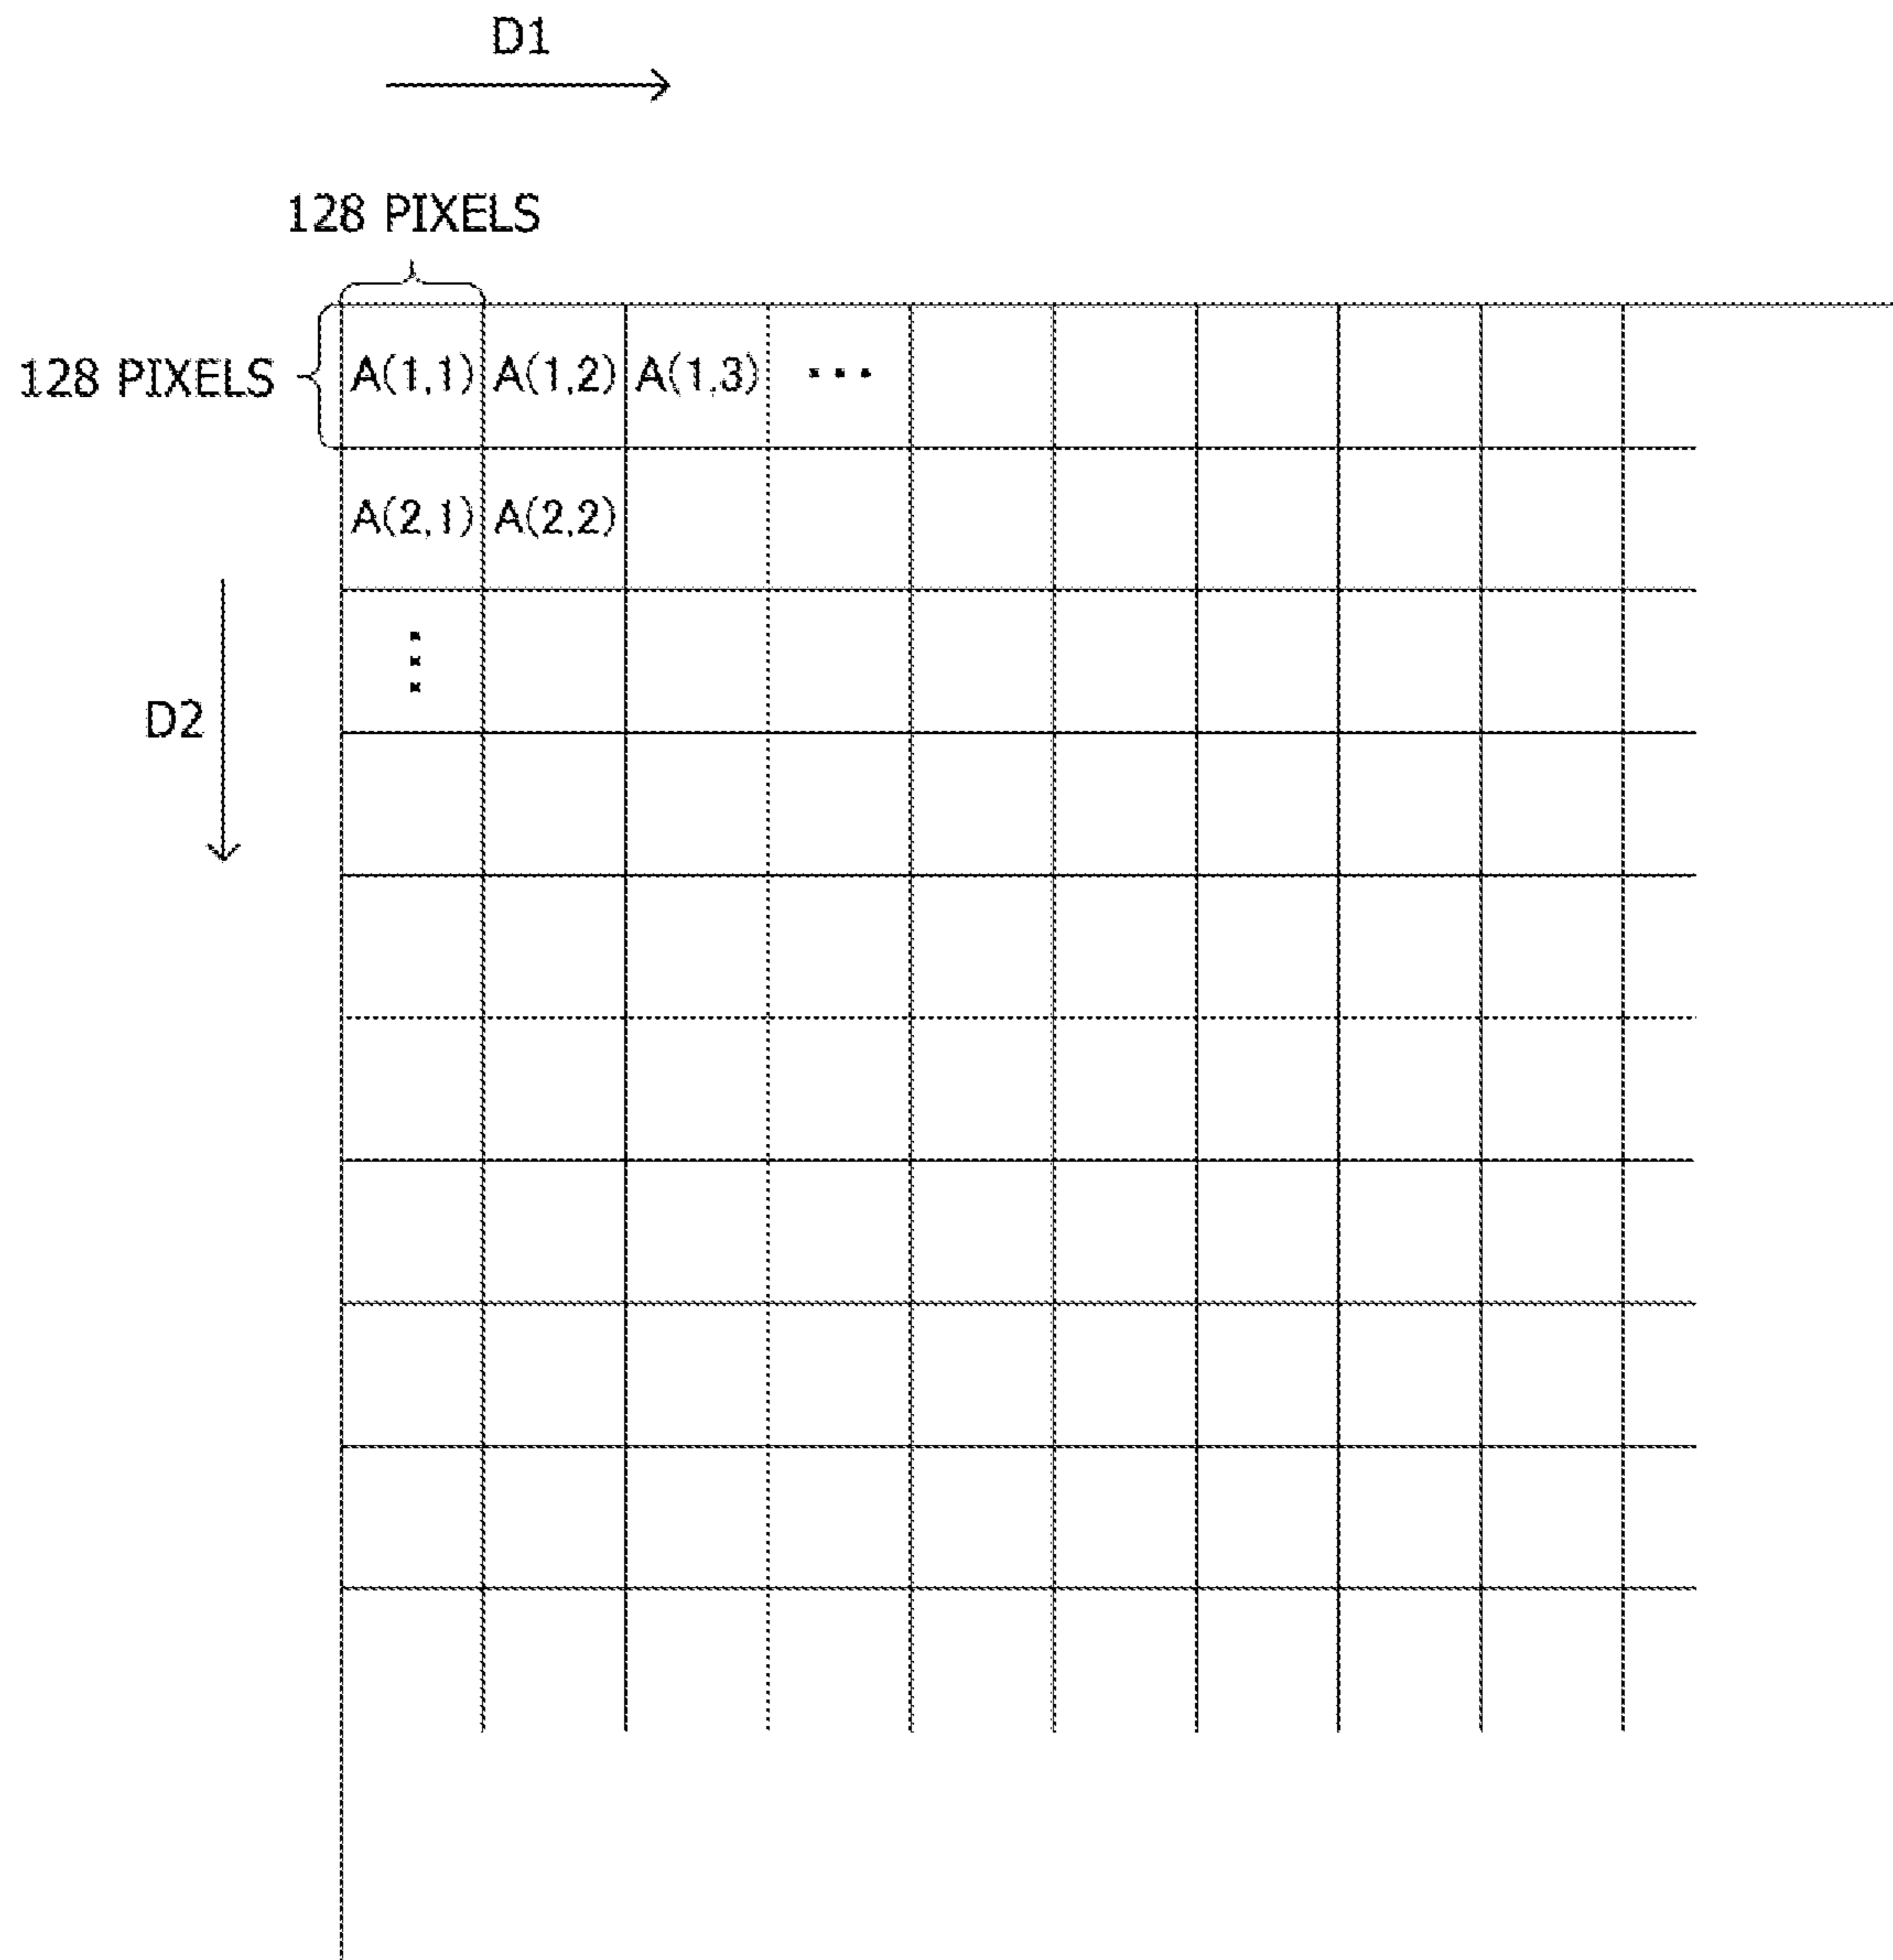 D1
128 PIXELS
128 PIXELS A(1,1) A(1,2) A(1,3) ...
A(2,1) A(2,2)
D2